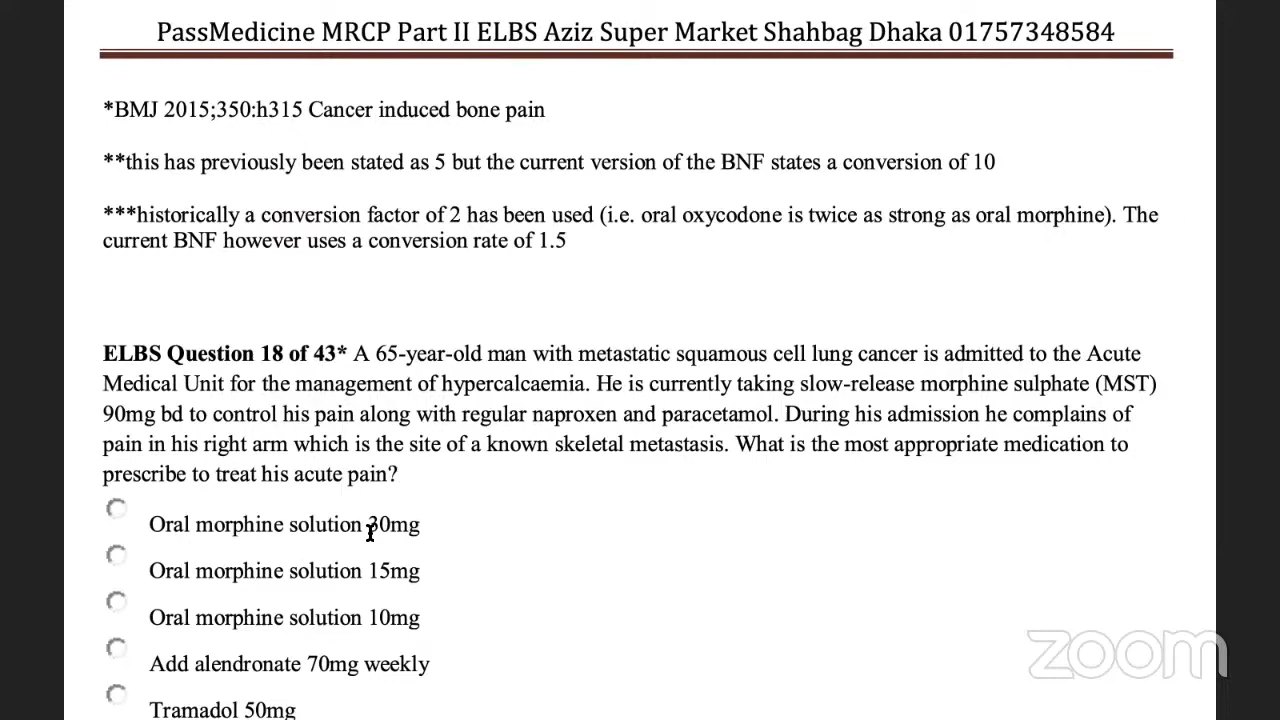 PassMedicine MRCP Part II ELBS Aziz Super Market Shahbag Dhaka 01757348584
*BMJ 2015;350:h315 Cancer induced bone pain
**this has previously been stated as 5 but the current version of the BNF states a conversion of 10
***historically a conversion factor of 2 has been used (i.e. oral oxycodone is twice as strong as oral morphine). The
current BNF however uses a conversion rate of 1.5
ELBS Question 18 of 43* A 65-year-old man with metastatic squamous cell lung cancer is admitted to the Acute
Medical Unit for the management of hypercalcaemia. He is currently taking slow-release morphine sulphate (MST)
90mg bd to control his pain along with regular naproxen and paracetamol. During his admission he complains of
pain in his right arm which is the site of a known skeletal metastasis. What is the most appropriate medication to
prescribe to treat his acute pain?
Oral morphine solution 30mg
Oral morphine solution 15mg
Oral morphine solution 10mg
Add alendronate 70mg weekly
Tramadol 50mg
zoom